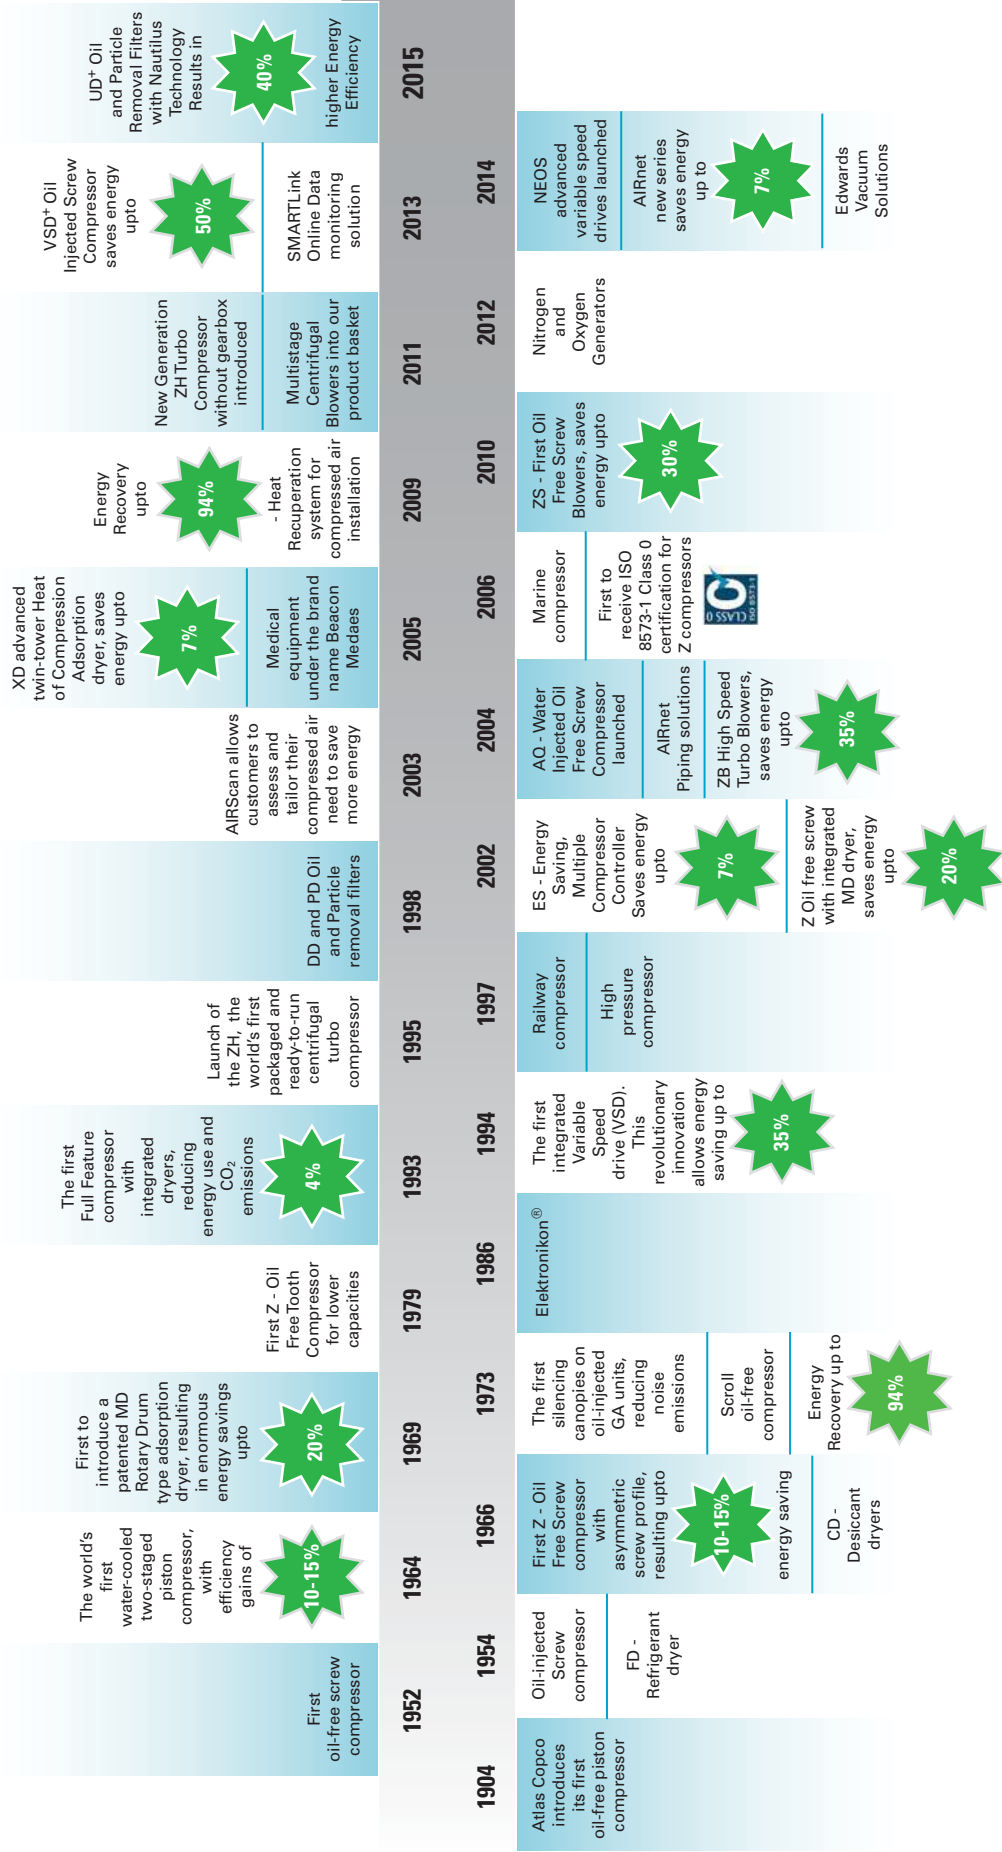 First
oil-free screw
compressor
1952
The world's
first
water-cooled
two-staged
piston
compressor,
with
efficiency
gains of
10-15%
1964
First to
introduce a
patented MD
Rotary Drum
type adsorption
dryer, resulting
in enormous
energy savings
upto
20%
1969
First Z - Oil
Free Tooth
Compressor
for lower
capacities
1979
The first
Full Feature
compressor
with
integrated
dryers,
reducing
energy use and
CO₂
emissions
4%
1993
Launch of
the ZH, the
world's first
packaged and
ready-to-run
centrifugal
turbo
compressor
1995
DD and PD Oil
and Particle
removal filters
1998
AIRScan allows
customers to
assess and
tailor their
compressed air
need to save
more energy
2003
XD advanced
twin-tower Heat
of Compression
Adsorption
dryer, saves
energy upto
7%
Medical
equipment
under the brand
name Beacon
Medaes
2005
Energy
Recovery
upto
94%
- Heat
Recuperation
system for
compressed air
installation
2009
New Generation
ZH Turbo
Compressor
without gearbox
introduced
Multistage
Centrifugal
Blowers into our
product basket
2011
VSD⁺ Oil
Injected Screw
Compressor
saves energy
upto
50%
SMARTLink
Online Data
monitoring
solution
2013
UD⁺ Oil
and Particle
Removal Filters
with Nautilus
Technology
Results in
40%
higher Energy
Efficiency
2015
1904
Atlas Copco
introduces
its first
oil-free piston
compressor
1954
Oil-injected
Screw
compressor
FD -
Refrigerant
dryer
1966
First Z - Oil
Free Screw
compressor
with
asymmetric
screw profile,
resulting upto
10-15%
energy saving
CD -
Desiccant
dryers
1973
The first
silencing
canopies on
oil-injected
GA units,
reducing
noise
emissions
Scroll
oil-free
compressor
Energy
Recovery up to
94%
1986
Elektronikon®
1994
The first
integrated
Variable
Speed
drive (VSD).
This
revolutionary
innovation
allows energy
saving up to
35%
1997
Railway
compressor
High
pressure
compressor
2002
ES - Energy
Saving,
Multiple
Compressor
Controller
Saves energy
upto
7%
Z Oil free screw
with integrated
MD dryer,
saves energy
upto
20%
2004
AQ - Water
Injected Oil
Free Screw
Compressor
launched
AIRnet
Piping solutions
ZB High Speed
Turbo Blowers,
saves energy
upto
35%
2006
Marine
compressor
First to
receive ISO
8573-1 Class 0
certification for
Z compressors
CLASS 0
ISO 8573-1
2010
ZS - First Oil
Free Screw
Blowers, saves
energy upto
30%
2012
Nitrogen
and
Oxygen
Generators
2014
NEOS
advanced
variable speed
drives launched
AIRnet
new series
saves energy
up to
7%
Edwards
Vacuum
Solutions